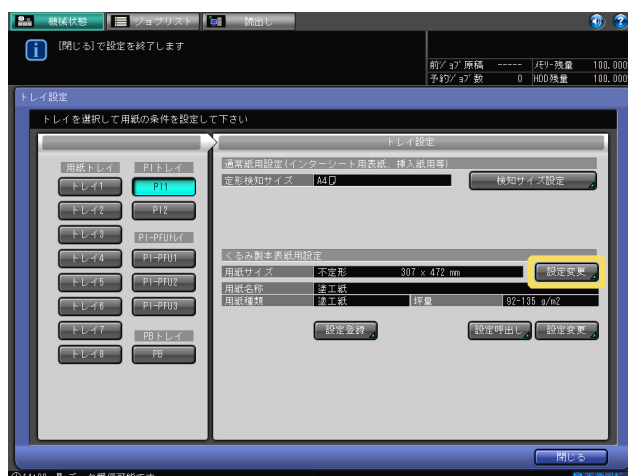 機械状態 ジョブリスト 読出し
[閉じる]で設定を終了します
前ジョブ原稿 ----- メモリー残量 100.000
予約ジョブ数 0 HDD残量 100.000
トレイ設定
トレイを選択して用紙の条件を設定して下さい
トレイ設定
用紙トレイ PIトレイ
トレイ1 PI1
トレイ2 PI2
トレイ3 PI-PFUトレイ
トレイ4 PI-PFU1
トレイ5 PI-PFU2
トレイ6 PI-PFU3
トレイ7 PBトレイ
トレイ8 PB
通常紙用設定(インターシート用表紙、挿入紙用等)
定形検知サイズ A4 検知サイズ設定
くるみ製本表紙用設定
用紙サイズ 不定形 307 x 472 mm 設定変更
用紙名称 塗工紙
用紙種類 塗工紙 坪量 92-135 g/m2
設定登録 設定呼出し 設定変更
閉じる